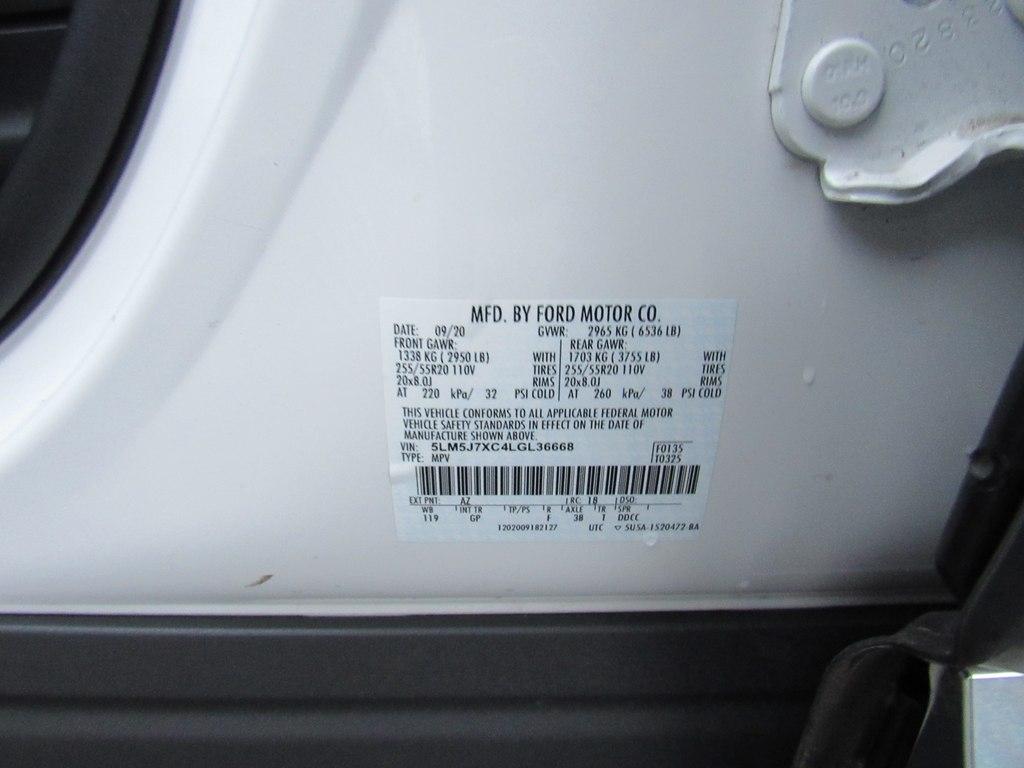 3820
MFD. BY FORD MOTOR CO.
DATE: 09/20 GVWR: 2965 KG ( 6536 LB)
FRONT GAWR: REAR GAWR:
1338 KG ( 2950 LB) WITH 1703 KG ( 3755 LB) WITH
255/55R20 110V TIRES 255/55R20 110V TIRES
20x8.0J RIMS 20x8.0J RIMS
AT 220 kPa/ 32 PSI COLD AT 260 kPa/ 38 PSI COLD
THIS VEHICLE CONFORMS TO ALL APPLICABLE FEDERAL MOTOR
VEHICLE SAFETY STANDARDS IN EFFECT ON THE DATE OF
MANUFACTURE SHOWN ABOVE.
VIN: 5LM5J7XC4LGL36668 F0135
TYPE: MPV T0325
EXT PNT: AZ RC: 18 DSO:
WB INT TR TP/PS R AXLE TR SPR
119 GP F 3B 1 DDCC
1202009182127 UTC ▽ 5U5A-1520472-BA